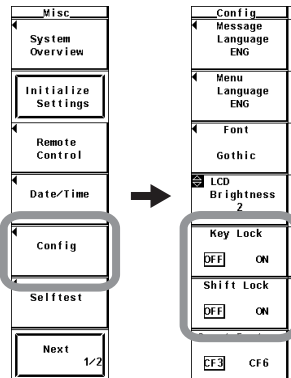 Misc
System
Overview
Initialize
Settings
Remote
Control
Date/Time
Config
Selftest
Next
1/2
Config
Message
Language
ENG
Menu
Language
ENG
Font
Gothic
LCD
Brightness
2
Key Lock
OFF ON
Shift Lock
OFF ON
CF3 CF6